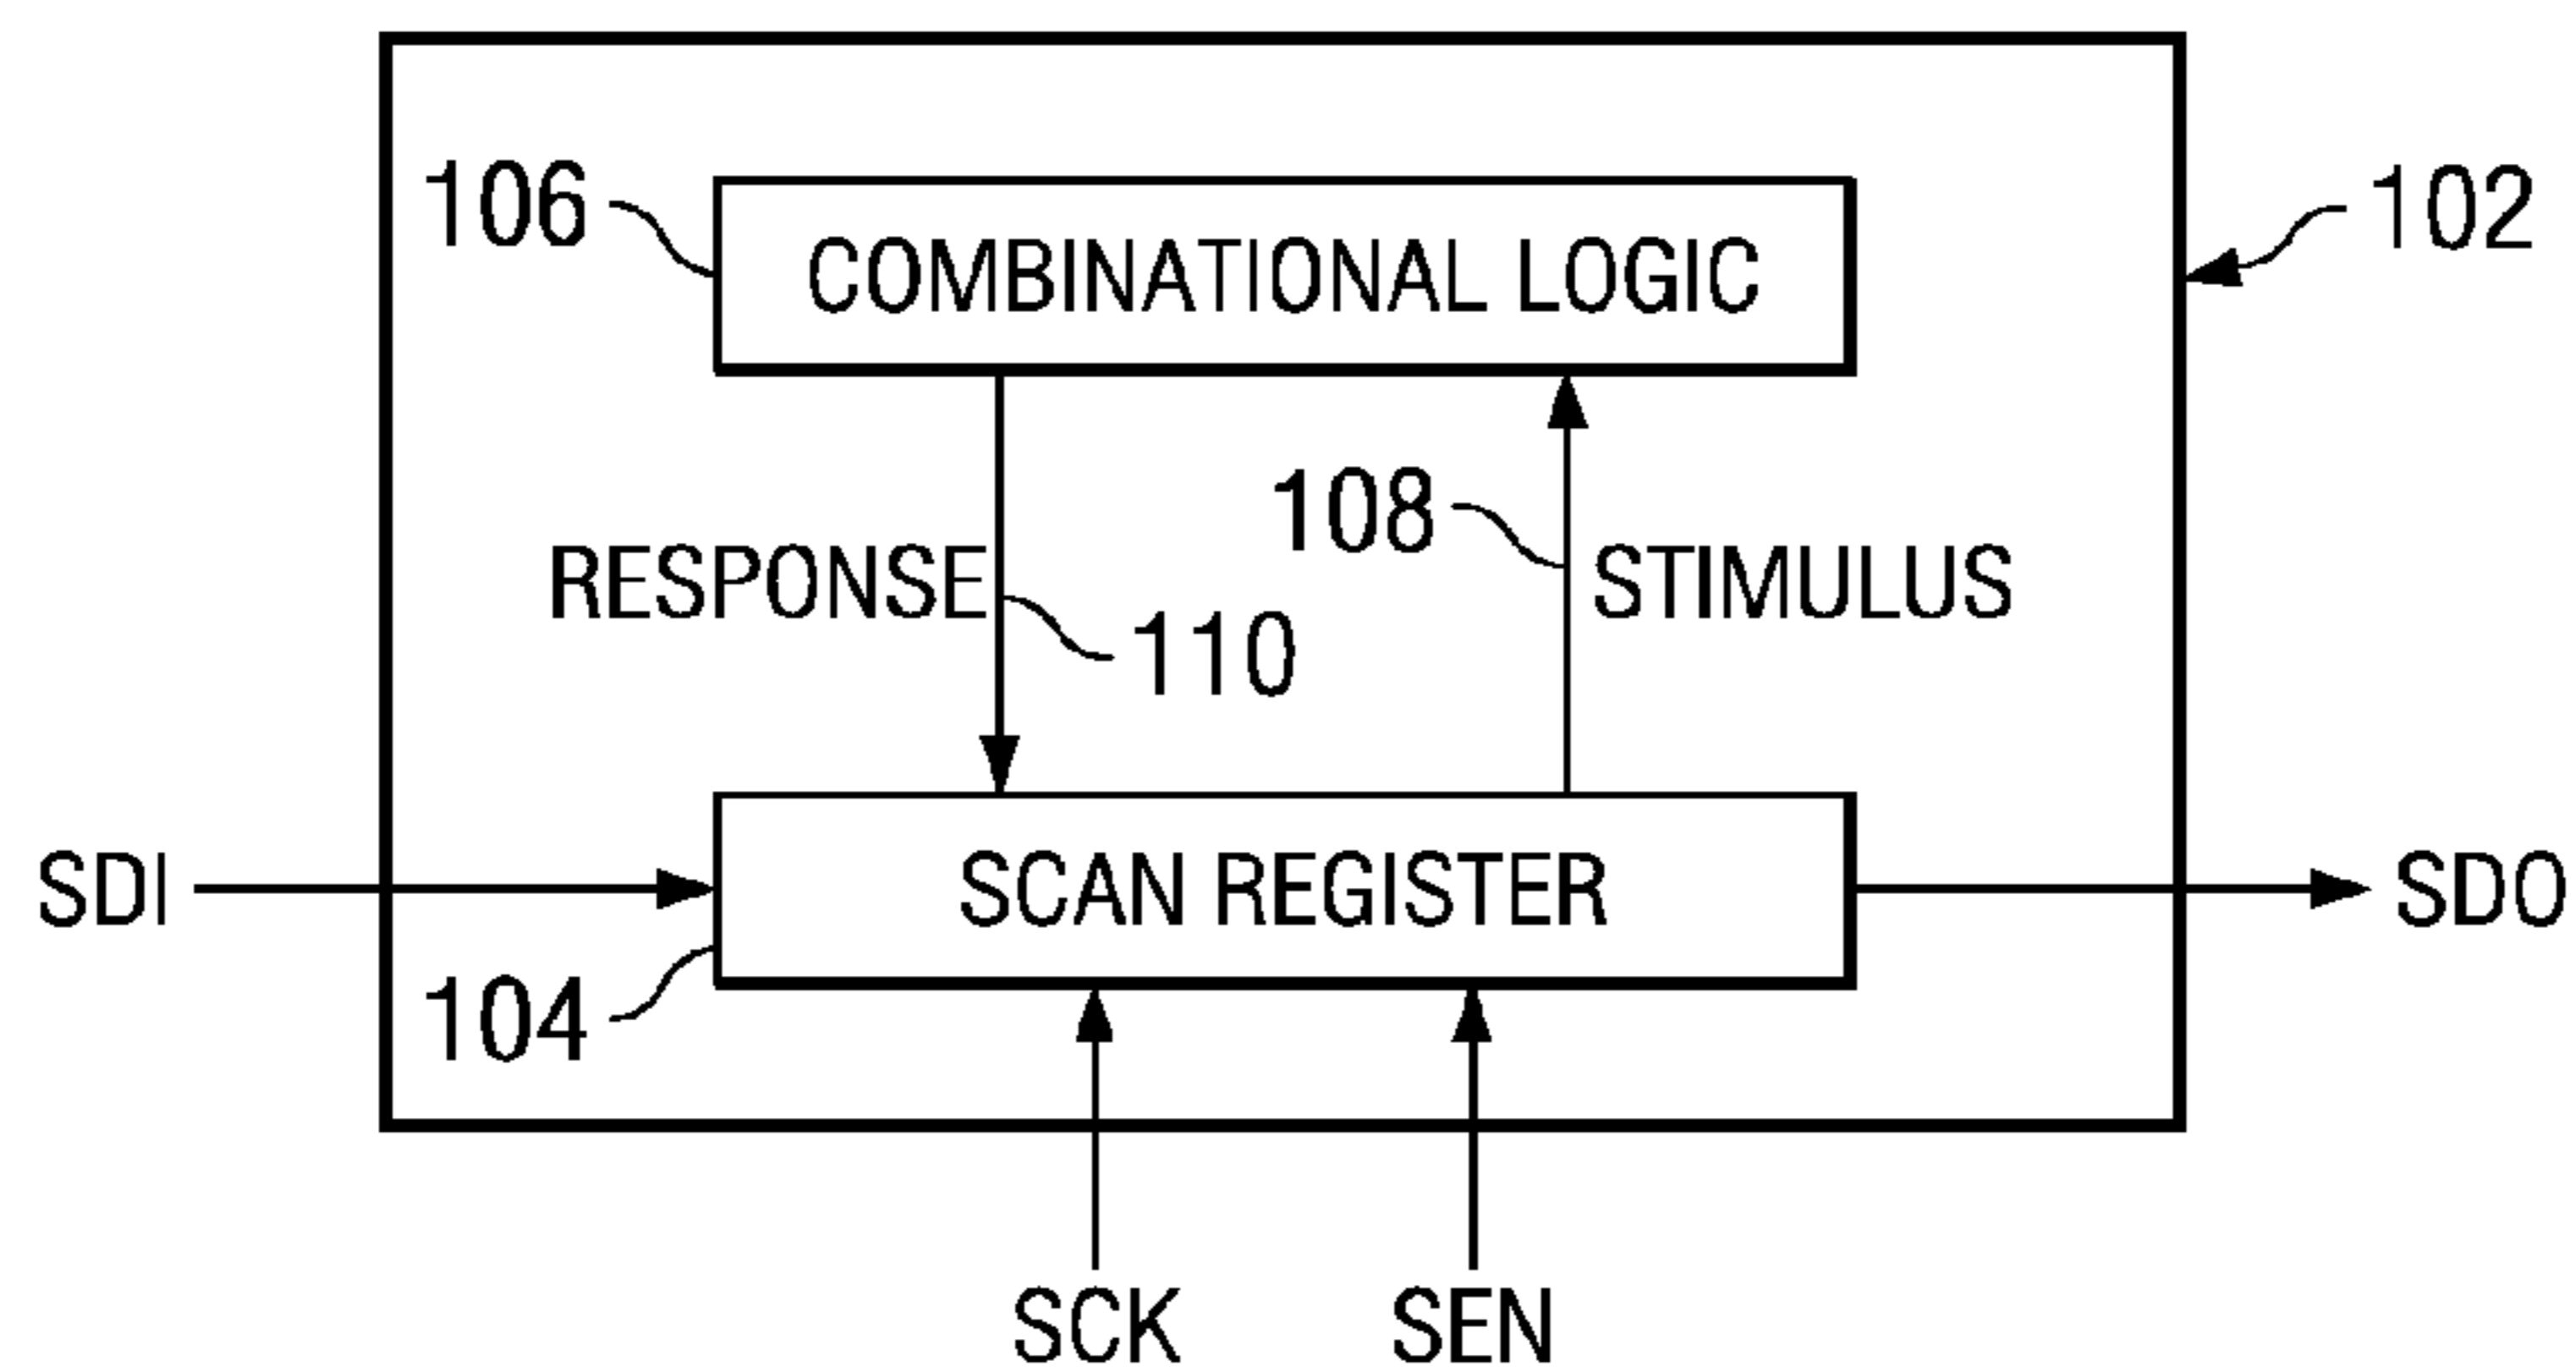 106
COMBINATIONAL LOGIC
102
108
RESPONSE
STIMULUS
110
SDI
SCAN REGISTER
SDO
104
SCK
SEN